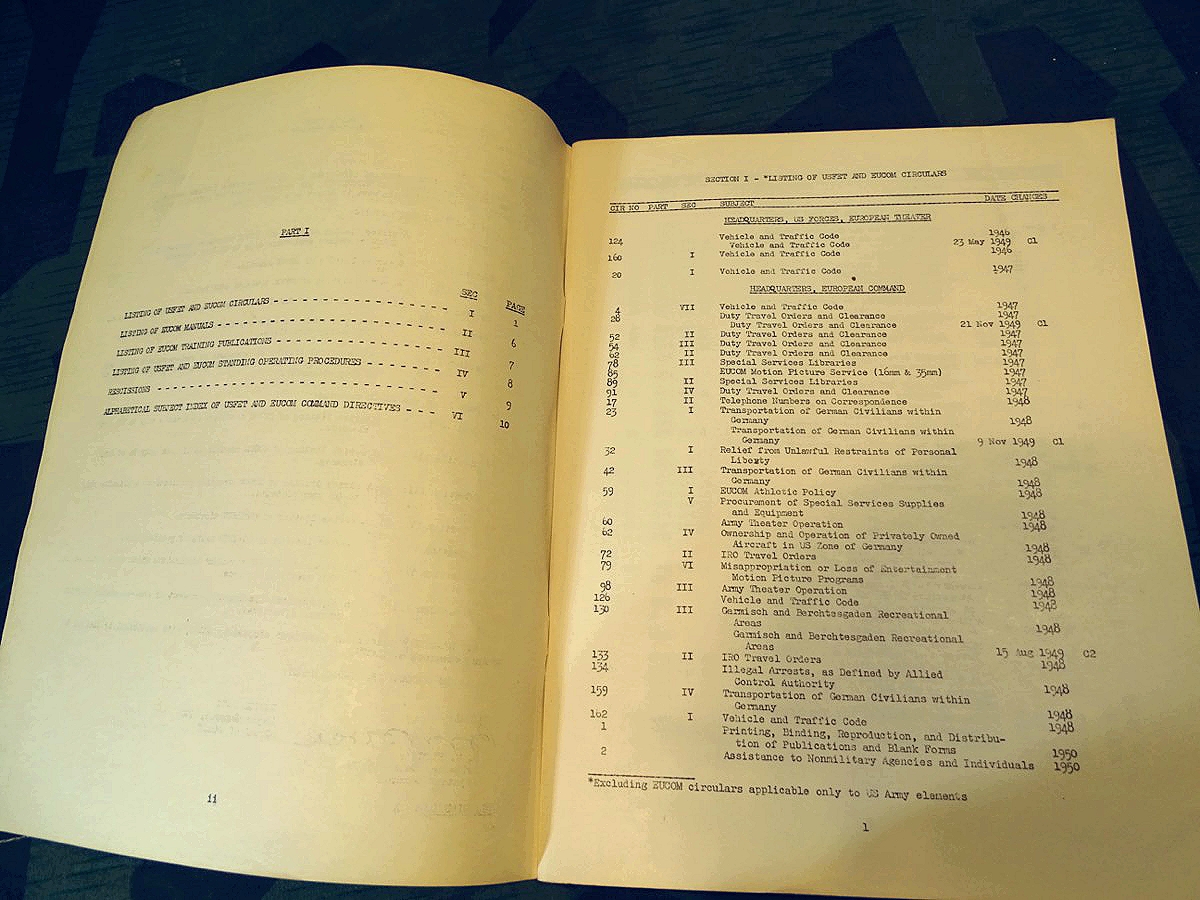 PART I
SEC PAGE
LISTING OF USFET AND EUCOM CIRCULARS - - - - - - - - - - - - - - - - - - - - I 1
LISTING OF EUCOM MANUALS - - - - - - - - - - - - - - - - - - - - - - - - - - II 6
LISTING OF EUCOM TRAINING PUBLICATIONS - - - - - - - - - - - - - - - - - - - III 7
LISTING OF USFET AND EUCOM STANDING OPERATING PROCEDURES - - - - - - - - - - IV 8
RESCISSIONS - - - - - - - - - - - - - - - - - - - - - - - - - - - - - - - - V 9
ALPHABETICAL SUBJECT INDEX OF USFET AND EUCOM COMMAND DIRECTIVES - - - VI 10
ii
SECTION I - *LISTING OF USFET AND EUCOM CIRCULARS
CIR NO PART SEC SUBJECT DATE CHANGES
HEADQUARTERS, US FORCES, EUROPEAN THEATER
124 Vehicle and Traffic Code 1946
Vehicle and Traffic Code 23 May 1949 C1
160 I Vehicle and Traffic Code 1946
20 I Vehicle and Traffic Code 1947
HEADQUARTERS, EUROPEAN COMMAND
4 VII Vehicle and Traffic Code 1947
28 Duty Travel Orders and Clearance 1947
Duty Travel Orders and Clearance 21 Nov 1949 C1
52 II Duty Travel Orders and Clearance 1947
54 III Duty Travel Orders and Clearance 1947
62 II Duty Travel Orders and Clearance 1947
78 III Special Services Libraries 1947
85 EUCOM Motion Picture Service (16mm & 35mm) 1947
89 II Special Services Libraries 1947
91 IV Duty Travel Orders and Clearance 1947
17 II Telephone Numbers on Correspondence 1948
23 I Transportation of German Civilians within
Germany 1948
Transportation of German Civilians within
Germany 9 Nov 1949 C1
32 I Relief from Unlawful Restraints of Personal
Liberty 1948
42 III Transportation of German Civilians within
Germany 1948
59 I EUCOM Athletic Policy 1948
V Procurement of Special Services Supplies
and Equipment 1948
60 Army Theater Operation 1948
62 IV Ownership and Operation of Privately Owned
Aircraft in US Zone of Germany 1948
72 II IRO Travel Orders 1948
79 VI Misappropriation or Loss of Entertainment
Motion Picture Programs 1948
98 III Army Theater Operation 1948
126 Vehicle and Traffic Code 1948
130 III Garmisch and Berchtesgaden Recreational
Areas 1948
Garmisch and Berchtesgaden Recreational
Areas 15 Aug 1949 C2
133 II IRO Travel Orders 1948
134 Illegal Arrests, as Defined by Allied
Control Authority 1948
159 IV Transportation of German Civilians within
Germany 1948
162 I Vehicle and Traffic Code 1948
1 Printing, Binding, Reproduction, and Distribu-
tion of Publications and Blank Forms 1950
2 Assistance to Nonmilitary Agencies and Individuals 1950
*Excluding EUCOM circulars applicable only to US Army elements
1